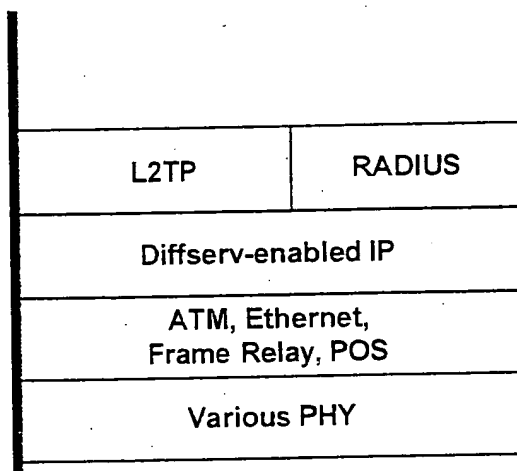 L2TP RADIUS
Diffserv-enabled IP
ATM, Ethernet,
Frame Relay, POS
Various PHY